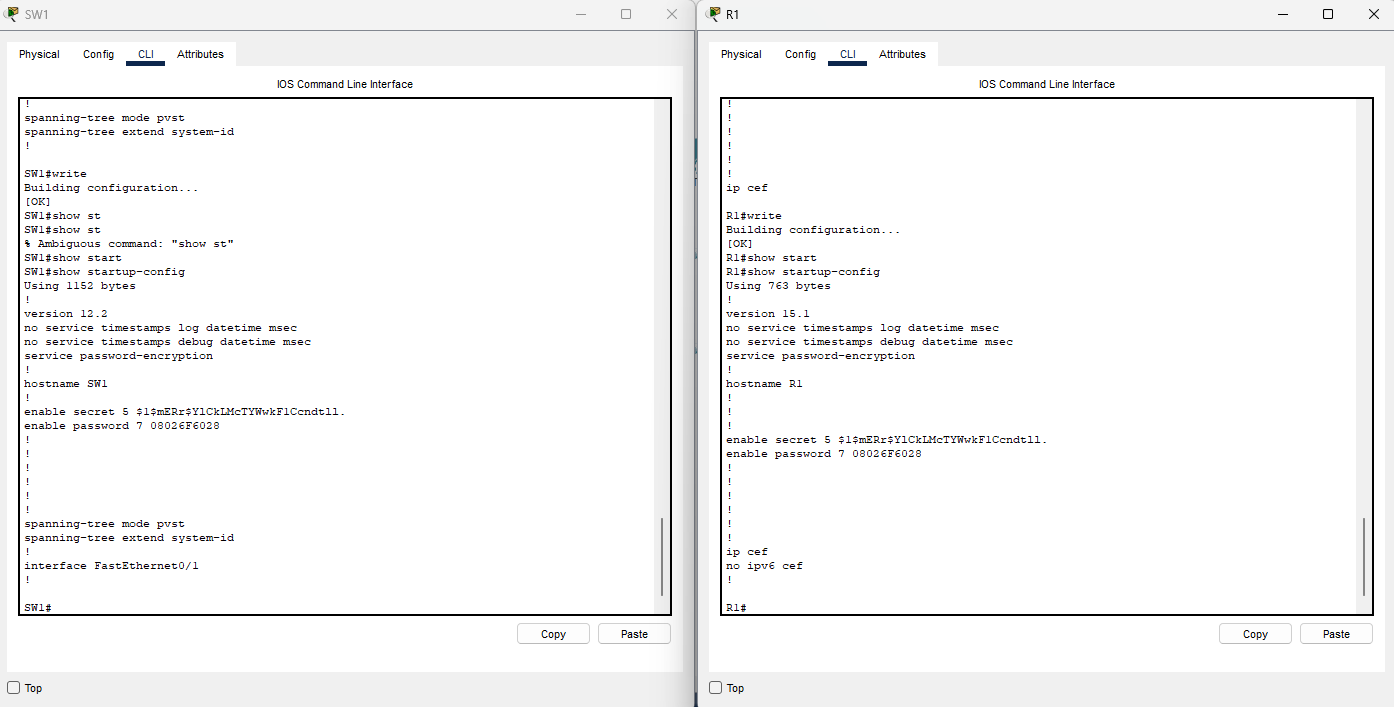 SW1
Physical Config CLI Attributes
IOS Command Line Interface
!
spanning-tree mode pvst
spanning-tree extend system-id
!
SW1#write
Building configuration...
[OK]
SW1#show st
SW1#show st
% Ambiguous command: "show st"
SW1#show start
SW1#show startup-config
Using 1152 bytes
!
version 12.2
no service timestamps log datetime msec
no service timestamps debug datetime msec
service password-encryption
!
hostname SW1
!
enable secret 5 $1$mERr$YlCkLMcTYWwkF1Ccndtll.
enable password 7 08026F6028
!
!
!
!
!
!
spanning-tree mode pvst
spanning-tree extend system-id
!
interface FastEthernet0/1
!
SW1#
Copy Paste
Top
R1
Physical Config CLI Attributes
IOS Command Line Interface
!
!
!
!
!
!
ip cef
R1#write
Building configuration...
[OK]
R1#show start
R1#show startup-config
Using 763 bytes
!
version 15.1
no service timestamps log datetime msec
no service timestamps debug datetime msec
service password-encryption
!
hostname R1
!
!
!
enable secret 5 $1$mERr$YlCkLMcTYWwkF1Ccndtll.
enable password 7 08026F6028
!
!
!
!
!
!
ip cef
no ipv6 cef
!
R1#
Copy Paste
Top